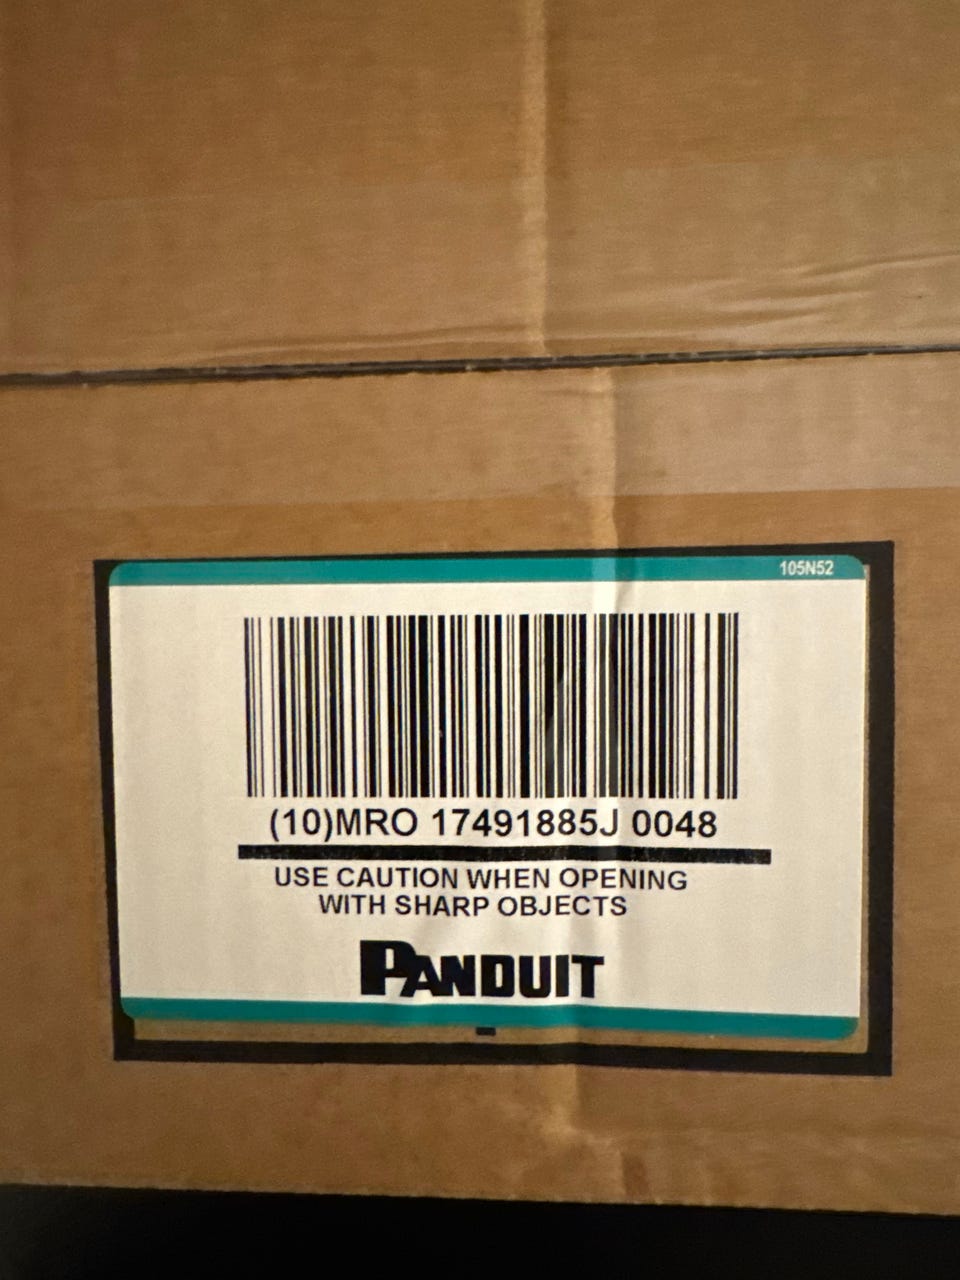 105N52
(10)MRO 17491885J 0048
USE CAUTION WHEN OPENING
WITH SHARP OBJECTS
PANDUIT